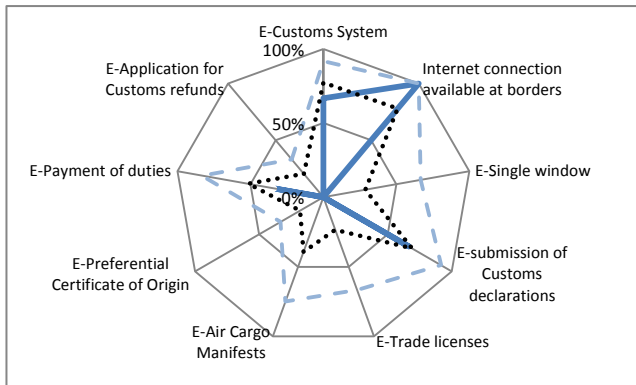 E-Customs System
100%
Internet connection
available at borders
E-Application for
Customs refunds
50%
E-Payment of duties
E-Single window
0%
E-submission of
Customs
declarations
E-Preferential
Certificate of Origin
E-Air Cargo
Manifests
E-Trade licenses